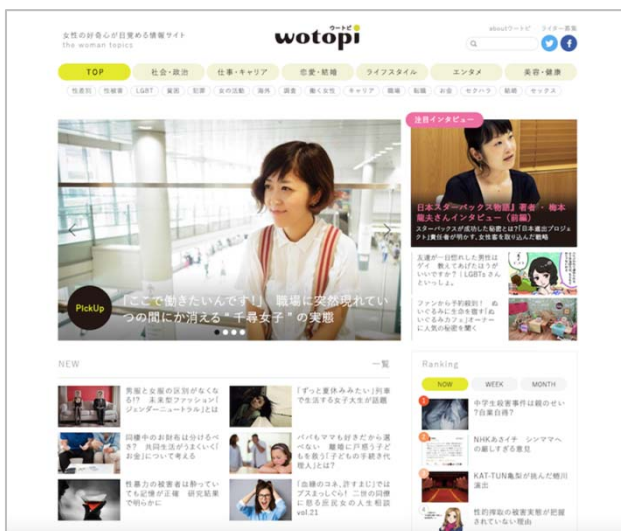 女性の好奇心が目覚める情報サイト
the woman topics
ウートピ
wotopi
aboutウートピ ライター募集
TOP
社会・政治
仕事・キャリア
恋愛・結婚
ライフスタイル
エンタメ
美容・健康
性差別
性被害
LGBT
貧困
犯罪
女の活動
海外
調査
働く女性
キャリア
職場
転職
お金
セクハラ
結婚
セックス
PickUp
「ここで働きたいんです!」 職場に突然現れてい
つの間にか消える“千尋女子”の実態
注目インタビュー
日本スターバックス物語』著者・梅本
龍夫さんインタビュー(前編)
スターバックスが成功した秘密とは?『日本進出プロジェ
クト』責任者が明かす、女性客を取り込んだ戦略
友達が一目惚れした男性は
ゲイ 教えてあげたほうが
いいですか?|LGBTsさん
といっしょ。
ファンから予約殺到! ぬ
いぐるみに生命を宿す「ぬ
いぐるみカフェ」オーナー
に人気の秘密を聞く
NEW
一覧
男服と女服の区別がなくな
る!? 未来型ファッション「
ジェンダーニュートラル」とは
「ずっと夏休みみたい」列車
で生活する女子大生が話題
同棲中のお財布は分けるべ
き? 共同生活がうまくいく「
お金」について考える
パパもママも好きだから選
べない 離婚に戸惑う子ど
もを救う「子どもの手続き代
理人」とは?
性暴力の被害者は酔ってい
ても記憶が正確 研究結果
で明らかに
「血縁のコネ、許すまじ」では
ブスまっしぐら! 二世の同僚
に怒る庶民女の人生相談
vol.21
Ranking
NOW
WEEK
MONTH
1
中学生殺害事件は親のせい
?自業自得?
2
NHKあさイチ シンママへ
の厳しすぎる意見
3
KAT-TUN亀梨が挑んだ蜷川
演出
4
性的搾取の被害実態が把握
されていない理由